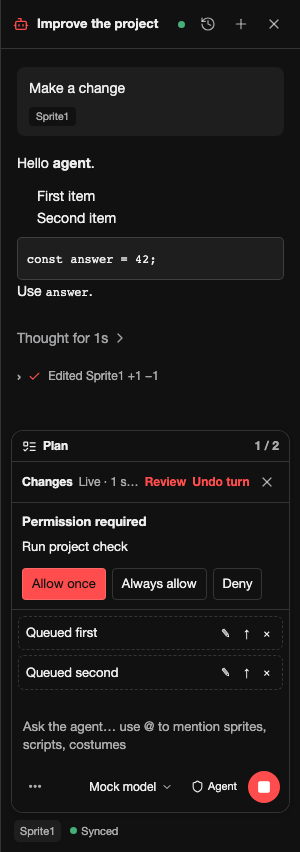 Improve the project
Make a change
Sprite1
Hello agent.
First item
Second item
const answer = 42;
Use answer.
Thought for 1s
Edited Sprite1 +1 −1
Plan 1 / 2
Changes Live · 1 s… Review Undo turn
Permission required
Run project check
Allow once Always allow Deny
Queued first
Queued second
Ask the agent… use @ to mention sprites,
scripts, costumes
Mock model Agent
Sprite1 Synced